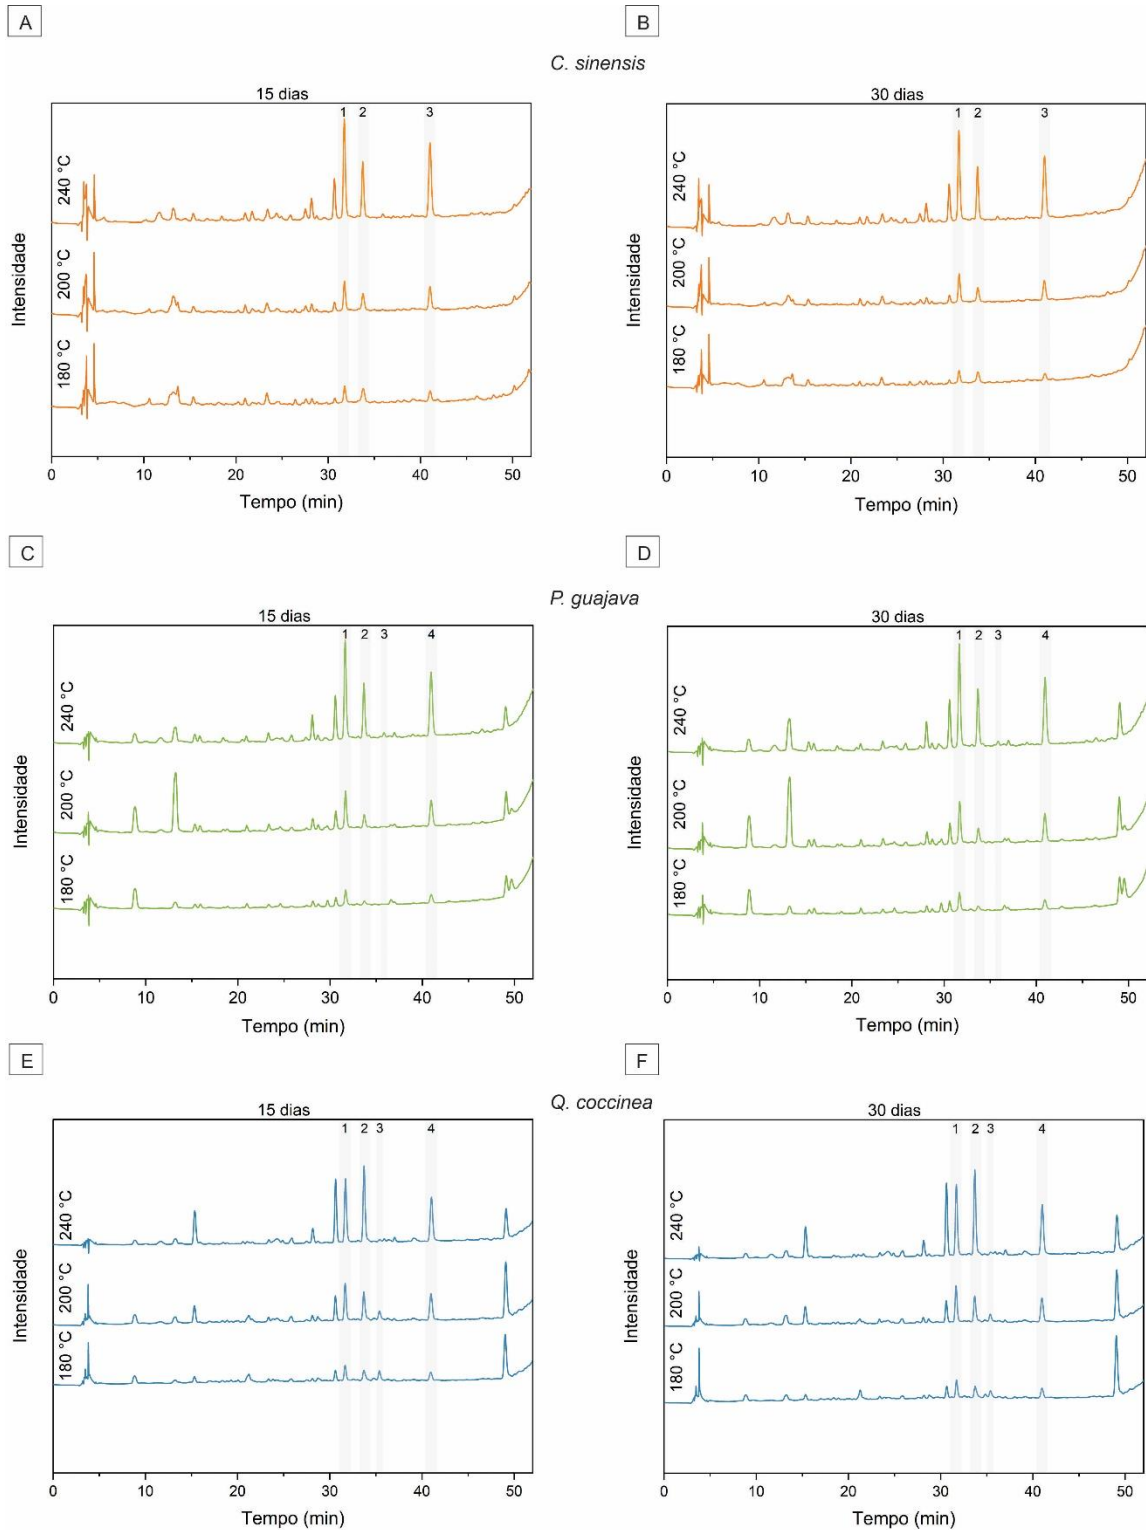 A
B
C. sinensis
15 dias
30 dias
1 2 3
1 2 3
240 °C
200 °C
180 °C
Intensidade
240 °C
200 °C
180 °C
Intensidade
0 10 20 30 40 50
0 10 20 30 40 50
Tempo (min)
Tempo (min)
C
D
P. guajava
15 dias
30 dias
1 2 3 4
1 2 3 4
240 °C
200 °C
180 °C
Intensidade
240 °C
200 °C
180 °C
Intensidade
0 10 20 30 40 50
0 10 20 30 40 50
Tempo (min)
Tempo (min)
E
F
Q. coccinea
15 dias
30 dias
1 2 3 4
1 2 3 4
240 °C
200 °C
180 °C
Intensidade
240 °C
200 °C
180 °C
Intensidade
0 10 20 30 40 50
0 10 20 30 40 50
Tempo (min)
Tempo (min)